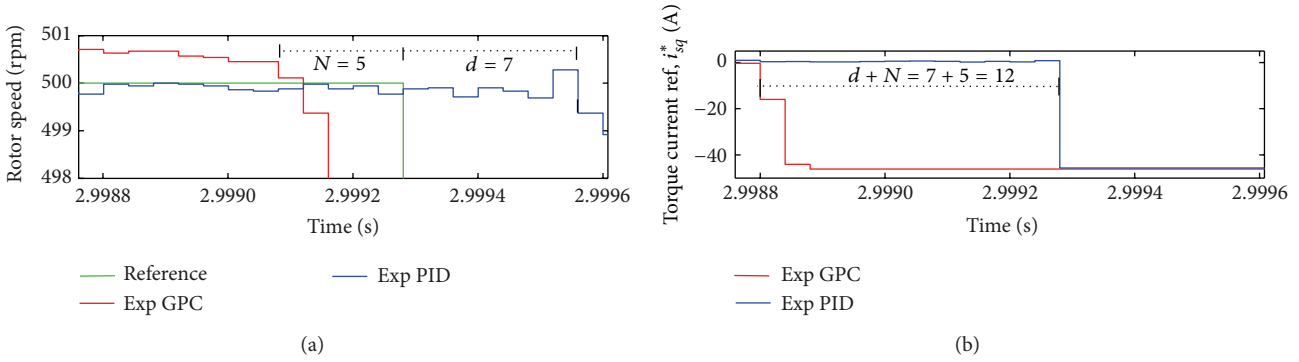 Rotor speed (rpm)
501
500
499
498
N = 5
d = 7
2.9988
2.9990
2.9992
2.9994
2.9996
Time (s)
Reference
Exp GPC
Exp PID
(a)
Torque current ref, i*sq (A)
0
−20
−40
d + N = 7 + 5 = 12
2.9988
2.9990
2.9992
2.9994
2.9996
Time (s)
Exp GPC
Exp PID
(b)